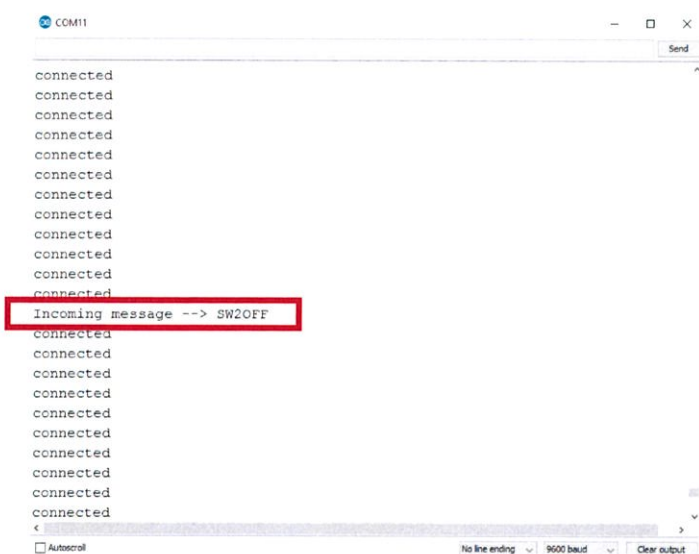 COM11
Send
connected
connected
connected
connected
connected
connected
connected
connected
connected
connected
connected
connected
Incoming message --> SW2OFF
connected
connected
connected
connected
connected
connected
connected
connected
connected
connected
Autoscroll
No line ending
9600 baud
Clear output